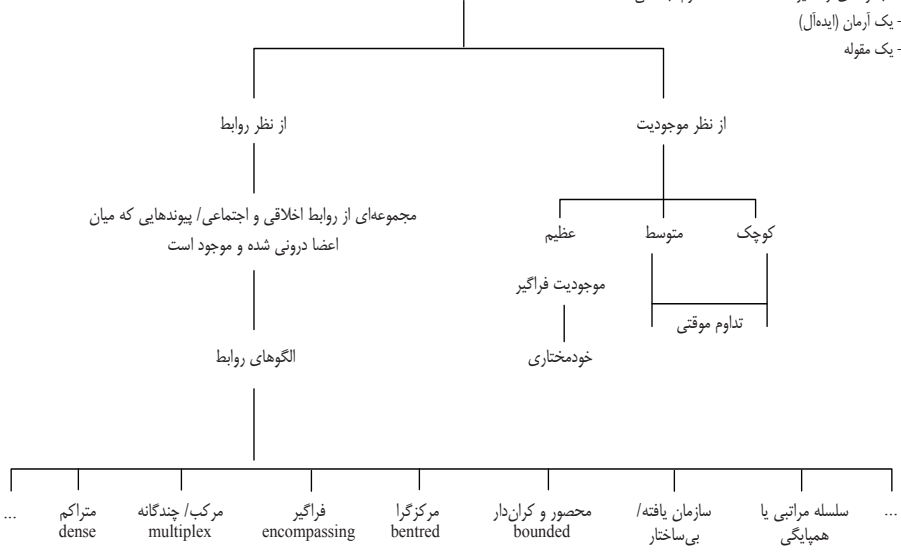 - یک آرمان (ایده‌آل)
- یک مقوله
از نظر موجودیت
از نظر روابط
مجموعه‌ای از روابط اخلاقی و اجتماعی/ پیوندهایی که میان
اعضا درونی شده و موجود است
کوچک
متوسط
عظیم
موجودیت فراگیر
تداوم موقتی
خودمختاری
الگوهای روابط
...
سلسله مراتبی یا
همپایگی
سازمان یافته/
بی‌ساختار
محصور و کران‌دار
bounded
مرکزگرا
bentred
فراگیر
encompassing
مرکب/ چندگانه
multiplex
متراکم
dense
...